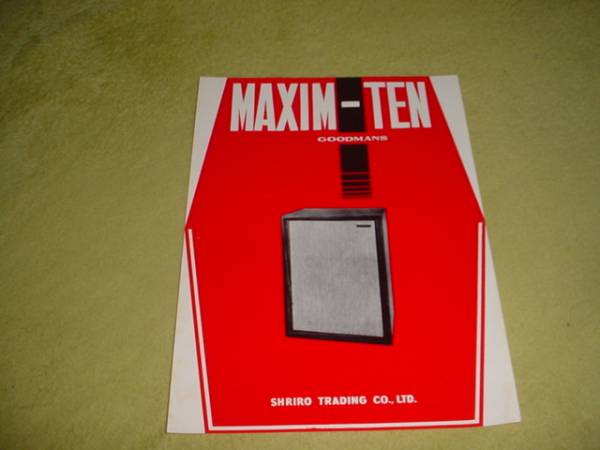 MAXIM-TEN
GOODMANS
SHRIRO TRADING CO., LTD.